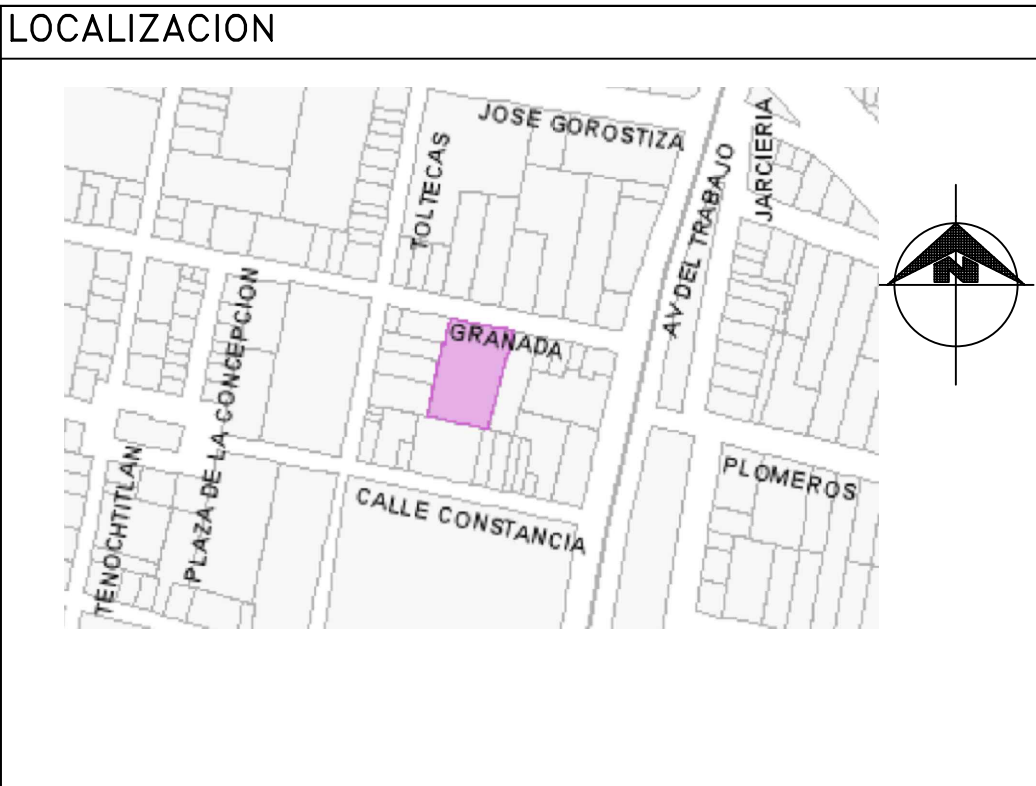 LOCALIZACION
JOSE GOROSTIZA
TOLTECAS
JARCIERIA
AV DEL TRABAJO
N
GRANADA
PLAZA DE LA CONCEPCION
TENOCHTITLAN
CALLE CONSTANCIA
PLOMEROS